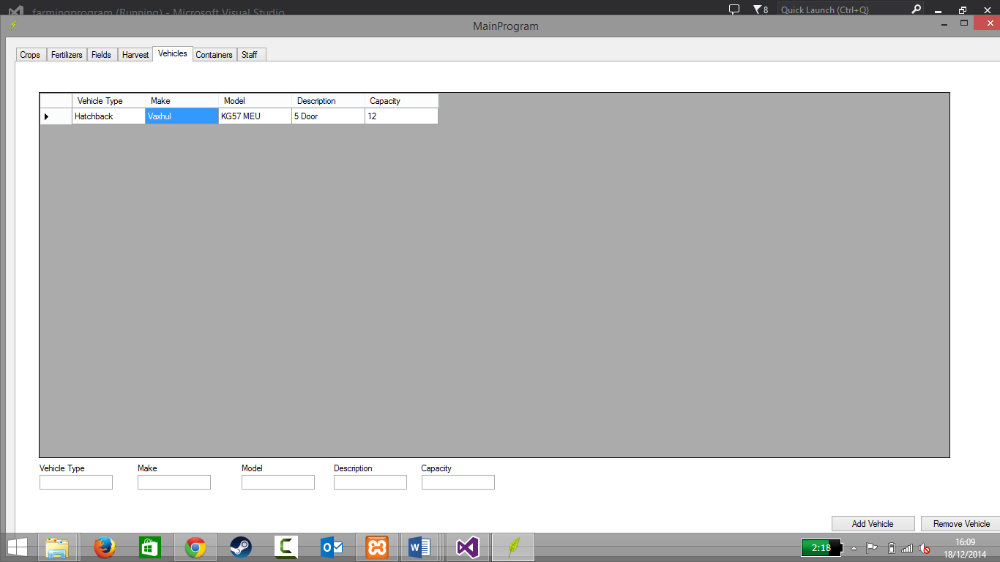 farmingprogram (Running) - Microsoft Visual Studio
8
Quick Launch (Ctrl+Q)
MainProgram
Crops Fertilizers Fields Harvest Vehicles Containers Staff
Vehicle Type Make Model Description Capacity
Hatchback Vaxhul KG57 MEU 5 Door 12
Vehicle Type Make Model Description Capacity
Add Vehicle Remove Vehicle
2:18
16:09
18/12/2014